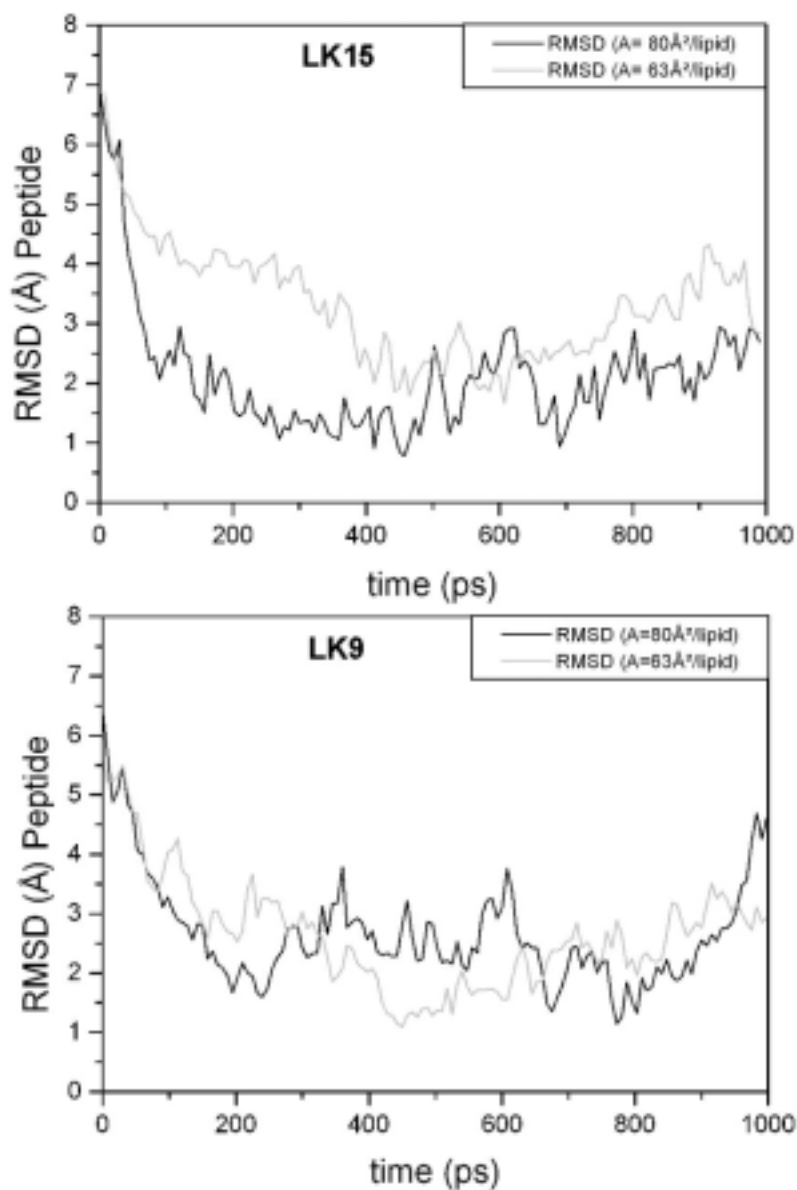 LK15
RMSD (A= 80Å²/lipid)
RMSD (A= 63Å²/lipid)
RMSD (Å) Peptide
8
7
6
5
4
3
2
1
0
0 200 400 600 800 1000
time (ps)
LK9
RMSD (A=80Å²/lipid)
RMSD (A=63Å²/lipid)
RMSD (Å) Peptide
8
7
6
5
4
3
2
1
0
0 200 400 600 800 1000
time (ps)